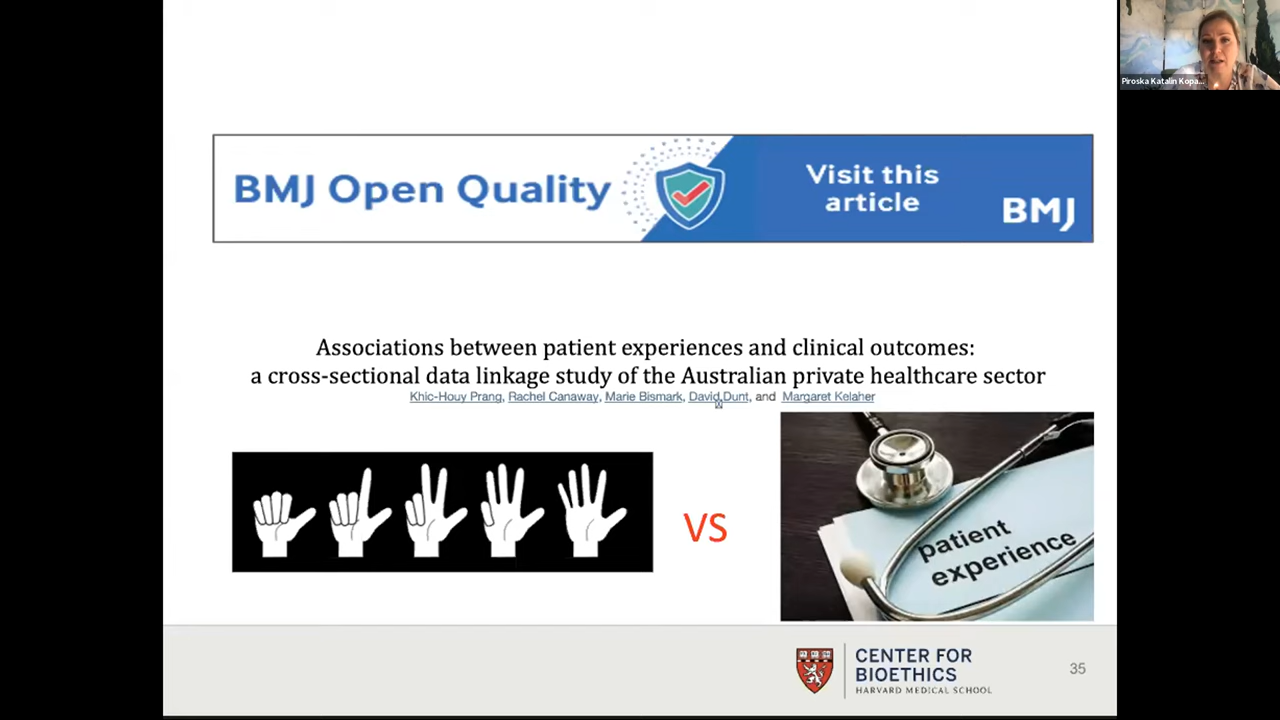 Piroska Katalin Kopa...
BMJ Open Quality
Visit this
article
BMJ
Associations between patient experiences and clinical outcomes:
a cross-sectional data linkage study of the Australian private healthcare sector
Khic-Houy Prang, Rachel Canaway, Marie Bismark, David Dunt, and Margaret Kelaher
VS
patient
experience
CENTER FOR
BIOETHICS
HARVARD MEDICAL SCHOOL
35